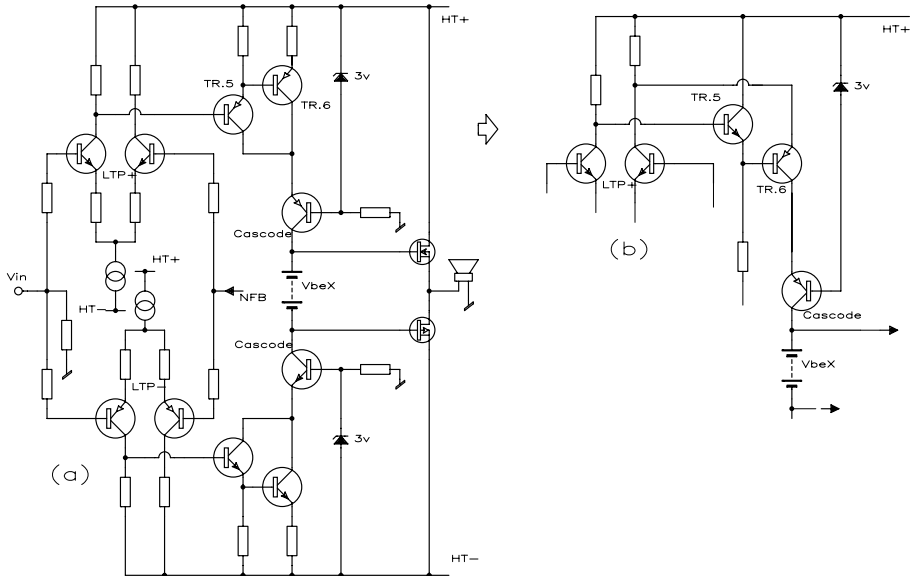 HT+
3v
TR.5
TR.6
LTP+
Cascode
Vin
HT+
HT-
NFB
VbeX
Cascode
LTP-
3v
(a)
HT-
HT+
3v
TR.5
LTP+
TR.6
(b)
Cascode
VbeX